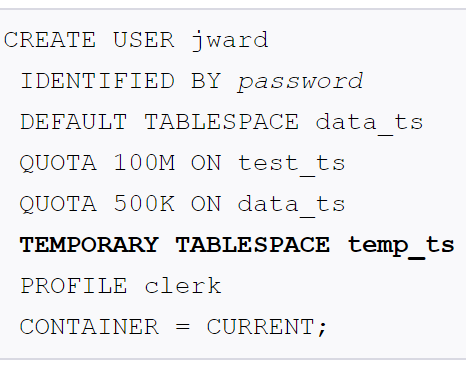 CREATE USER jward
IDENTIFIED BY password
DEFAULT TABLESPACE data_ts
QUOTA 100M ON test_ts
QUOTA 500K ON data_ts
TEMPORARY TABLESPACE temp_ts
PROFILE clerk
CONTAINER = CURRENT;